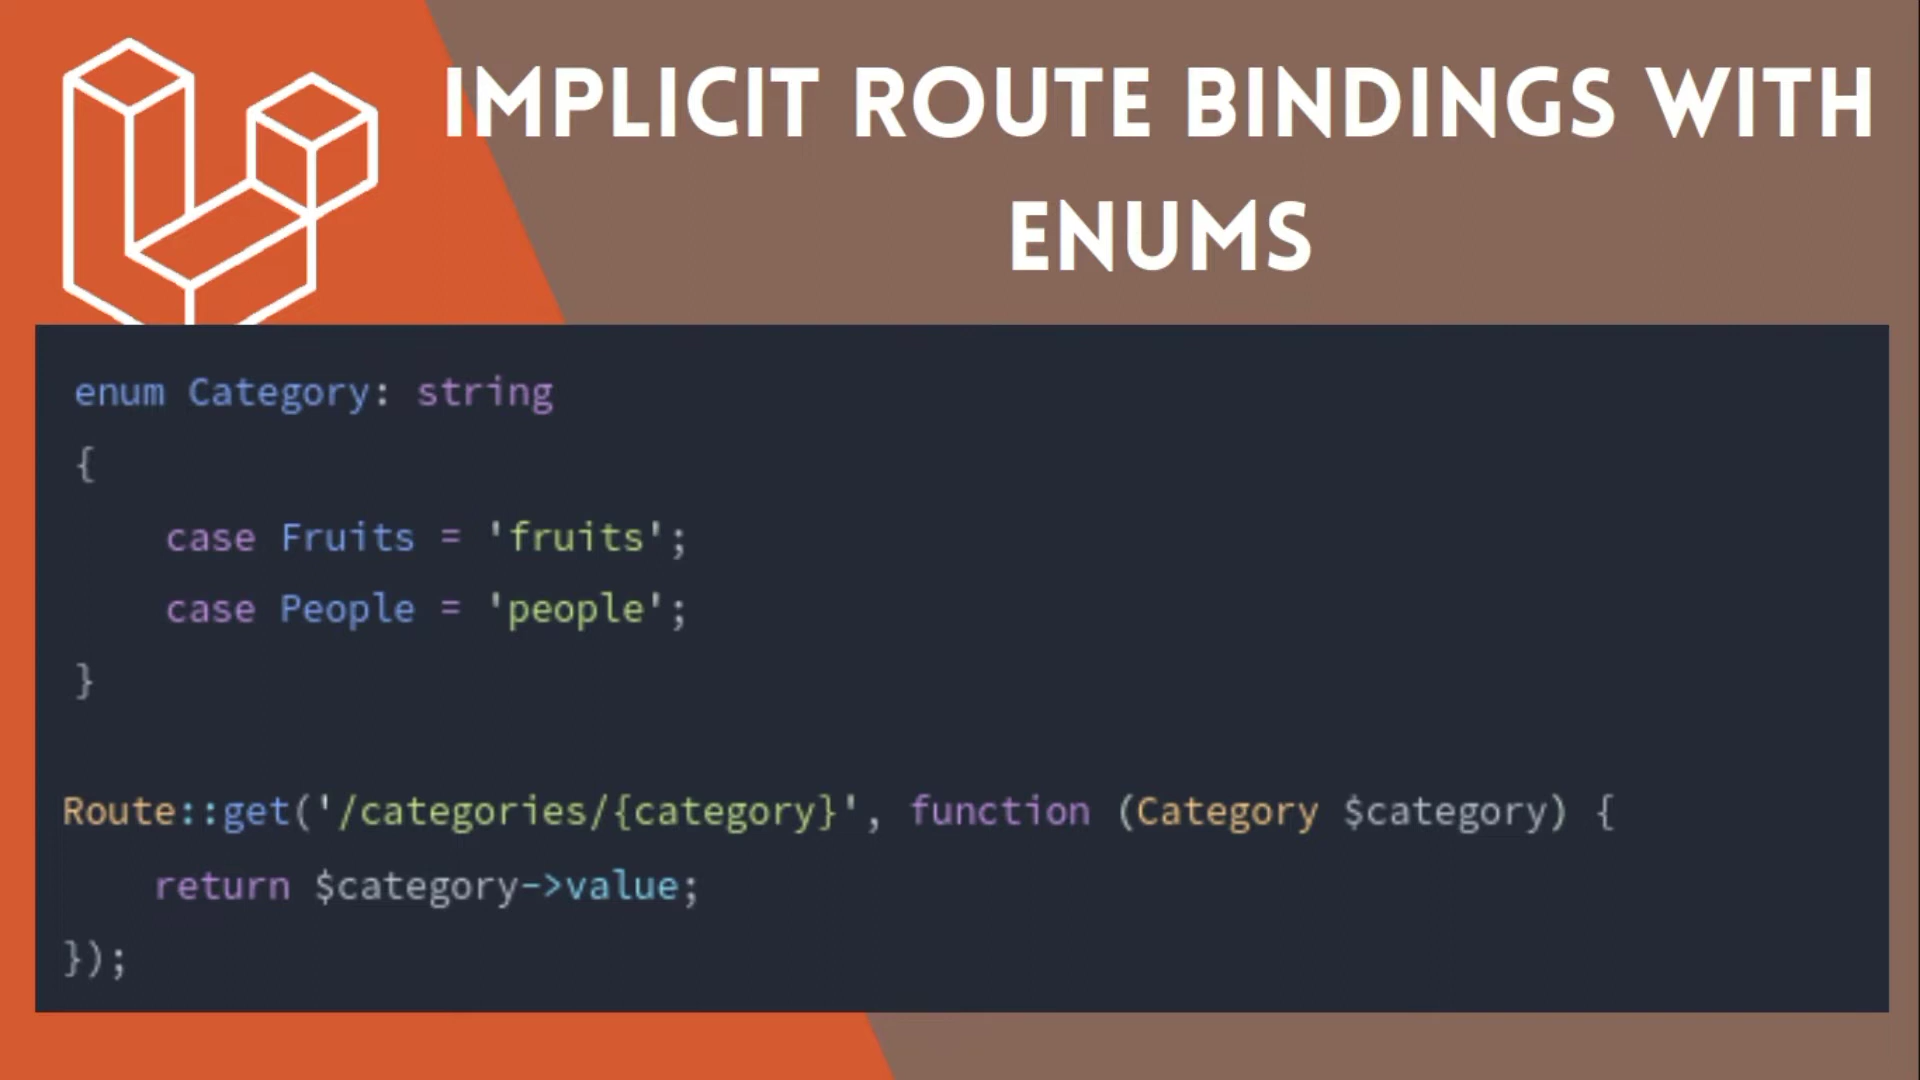 IMPLICIT ROUTE BINDINGS WITH
ENUMS
enum Category: string
{
    case Fruits = 'fruits';
    case People = 'people';
}
Route::get('/categories/{category}', function (Category $category) {
    return $category->value;
});